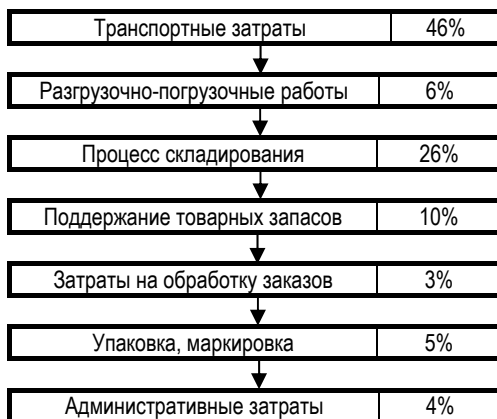 Транспортные затраты 46%
Разгрузочно-погрузочные работы 6%
Процесс складирования 26%
Поддержание товарных запасов 10%
Затраты на обработку заказов 3%
Упаковка, маркировка 5%
Административные затраты 4%